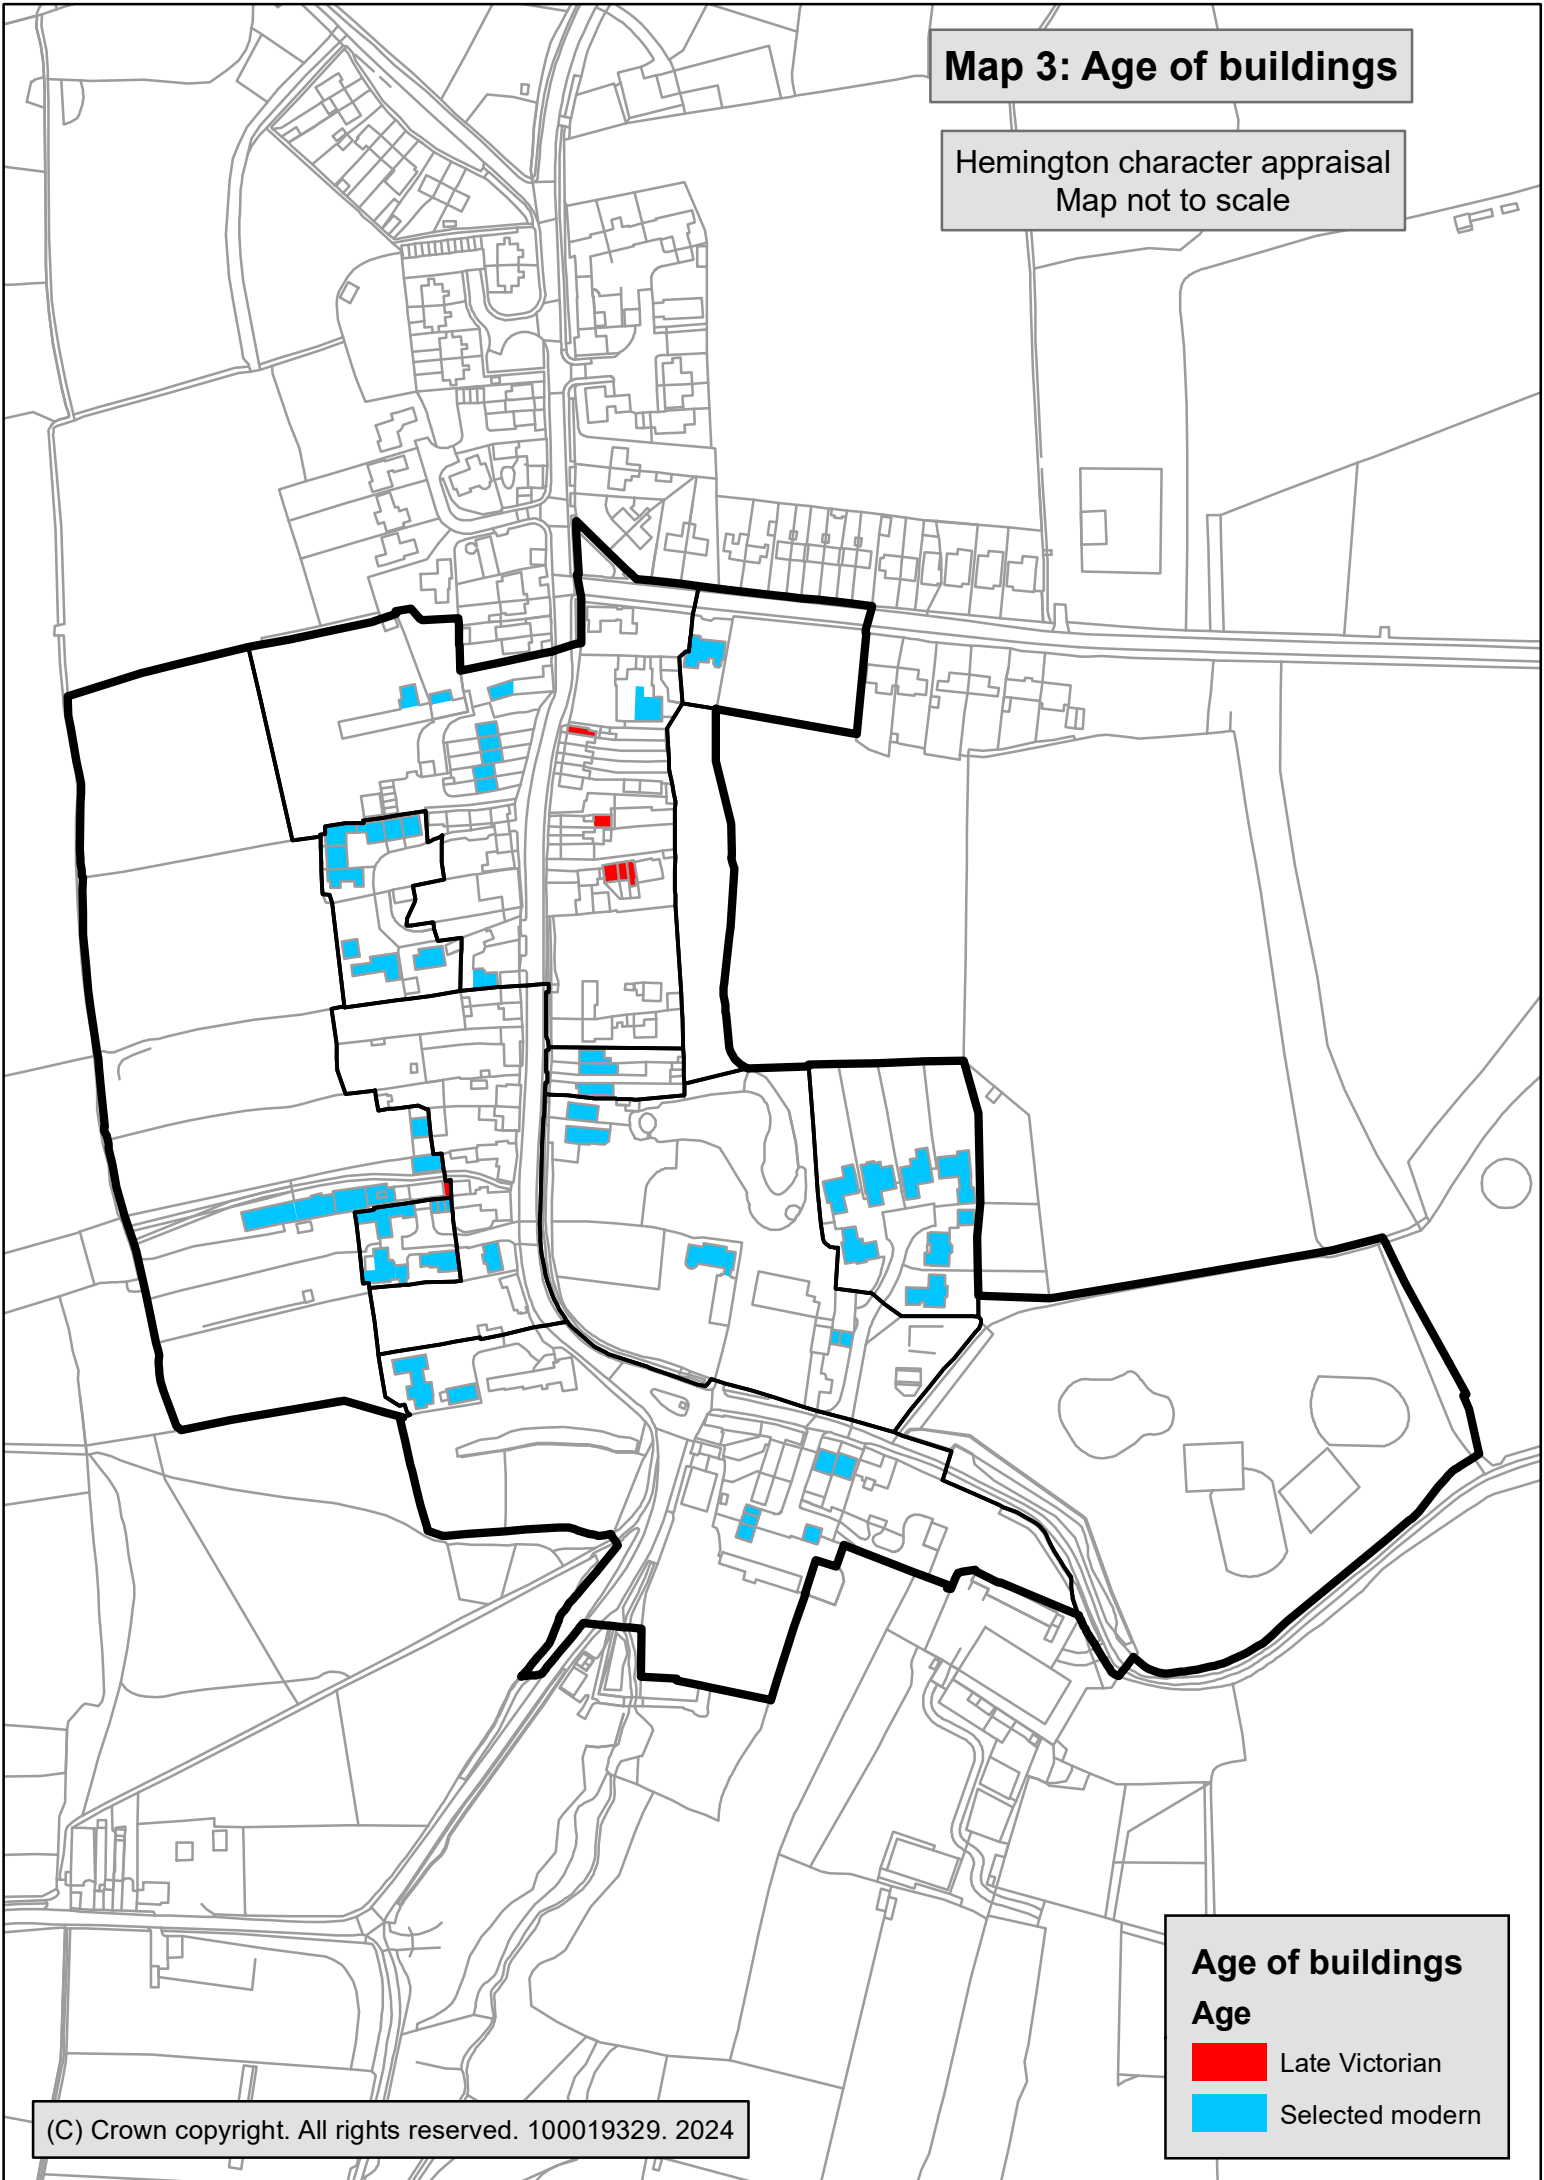 Map 3: Age of buildings
Hemington character appraisal
Map not to scale
Age of buildings
Age
Late Victorian
Selected modern
(C) Crown copyright. All rights reserved. 100019329. 2024